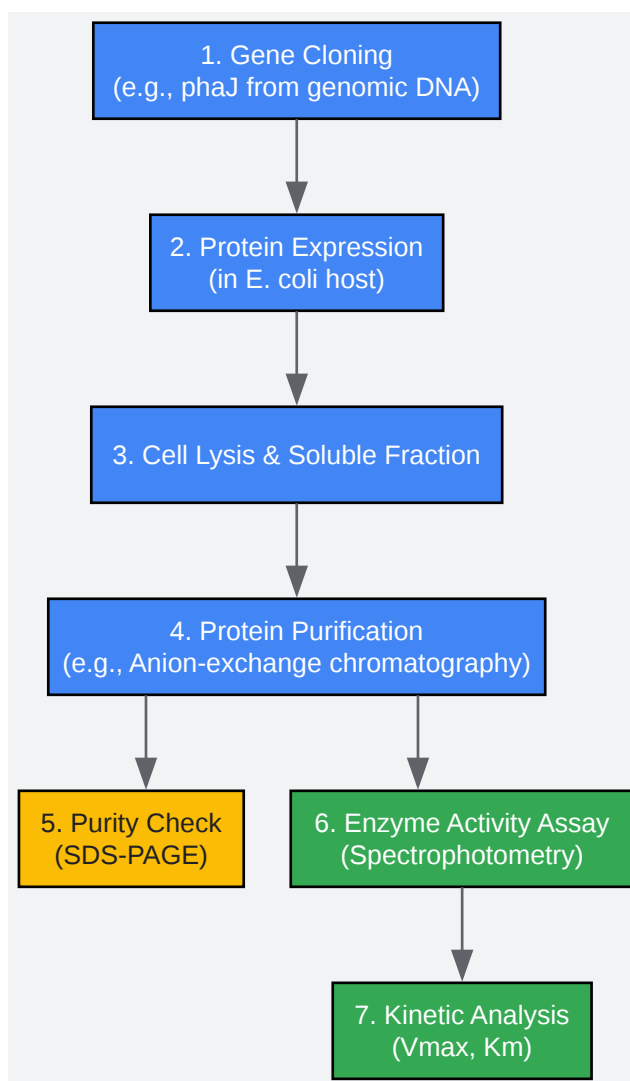 1. Gene Cloning
(e.g., phaJ from genomic DNA)
2. Protein Expression
(in E. coli host)
3. Cell Lysis & Soluble Fraction
4. Protein Purification
(e.g., Anion-exchange chromatography)
5. Purity Check
(SDS-PAGE)
6. Enzyme Activity Assay
(Spectrophotometry)
7. Kinetic Analysis
(Vmax, Km)